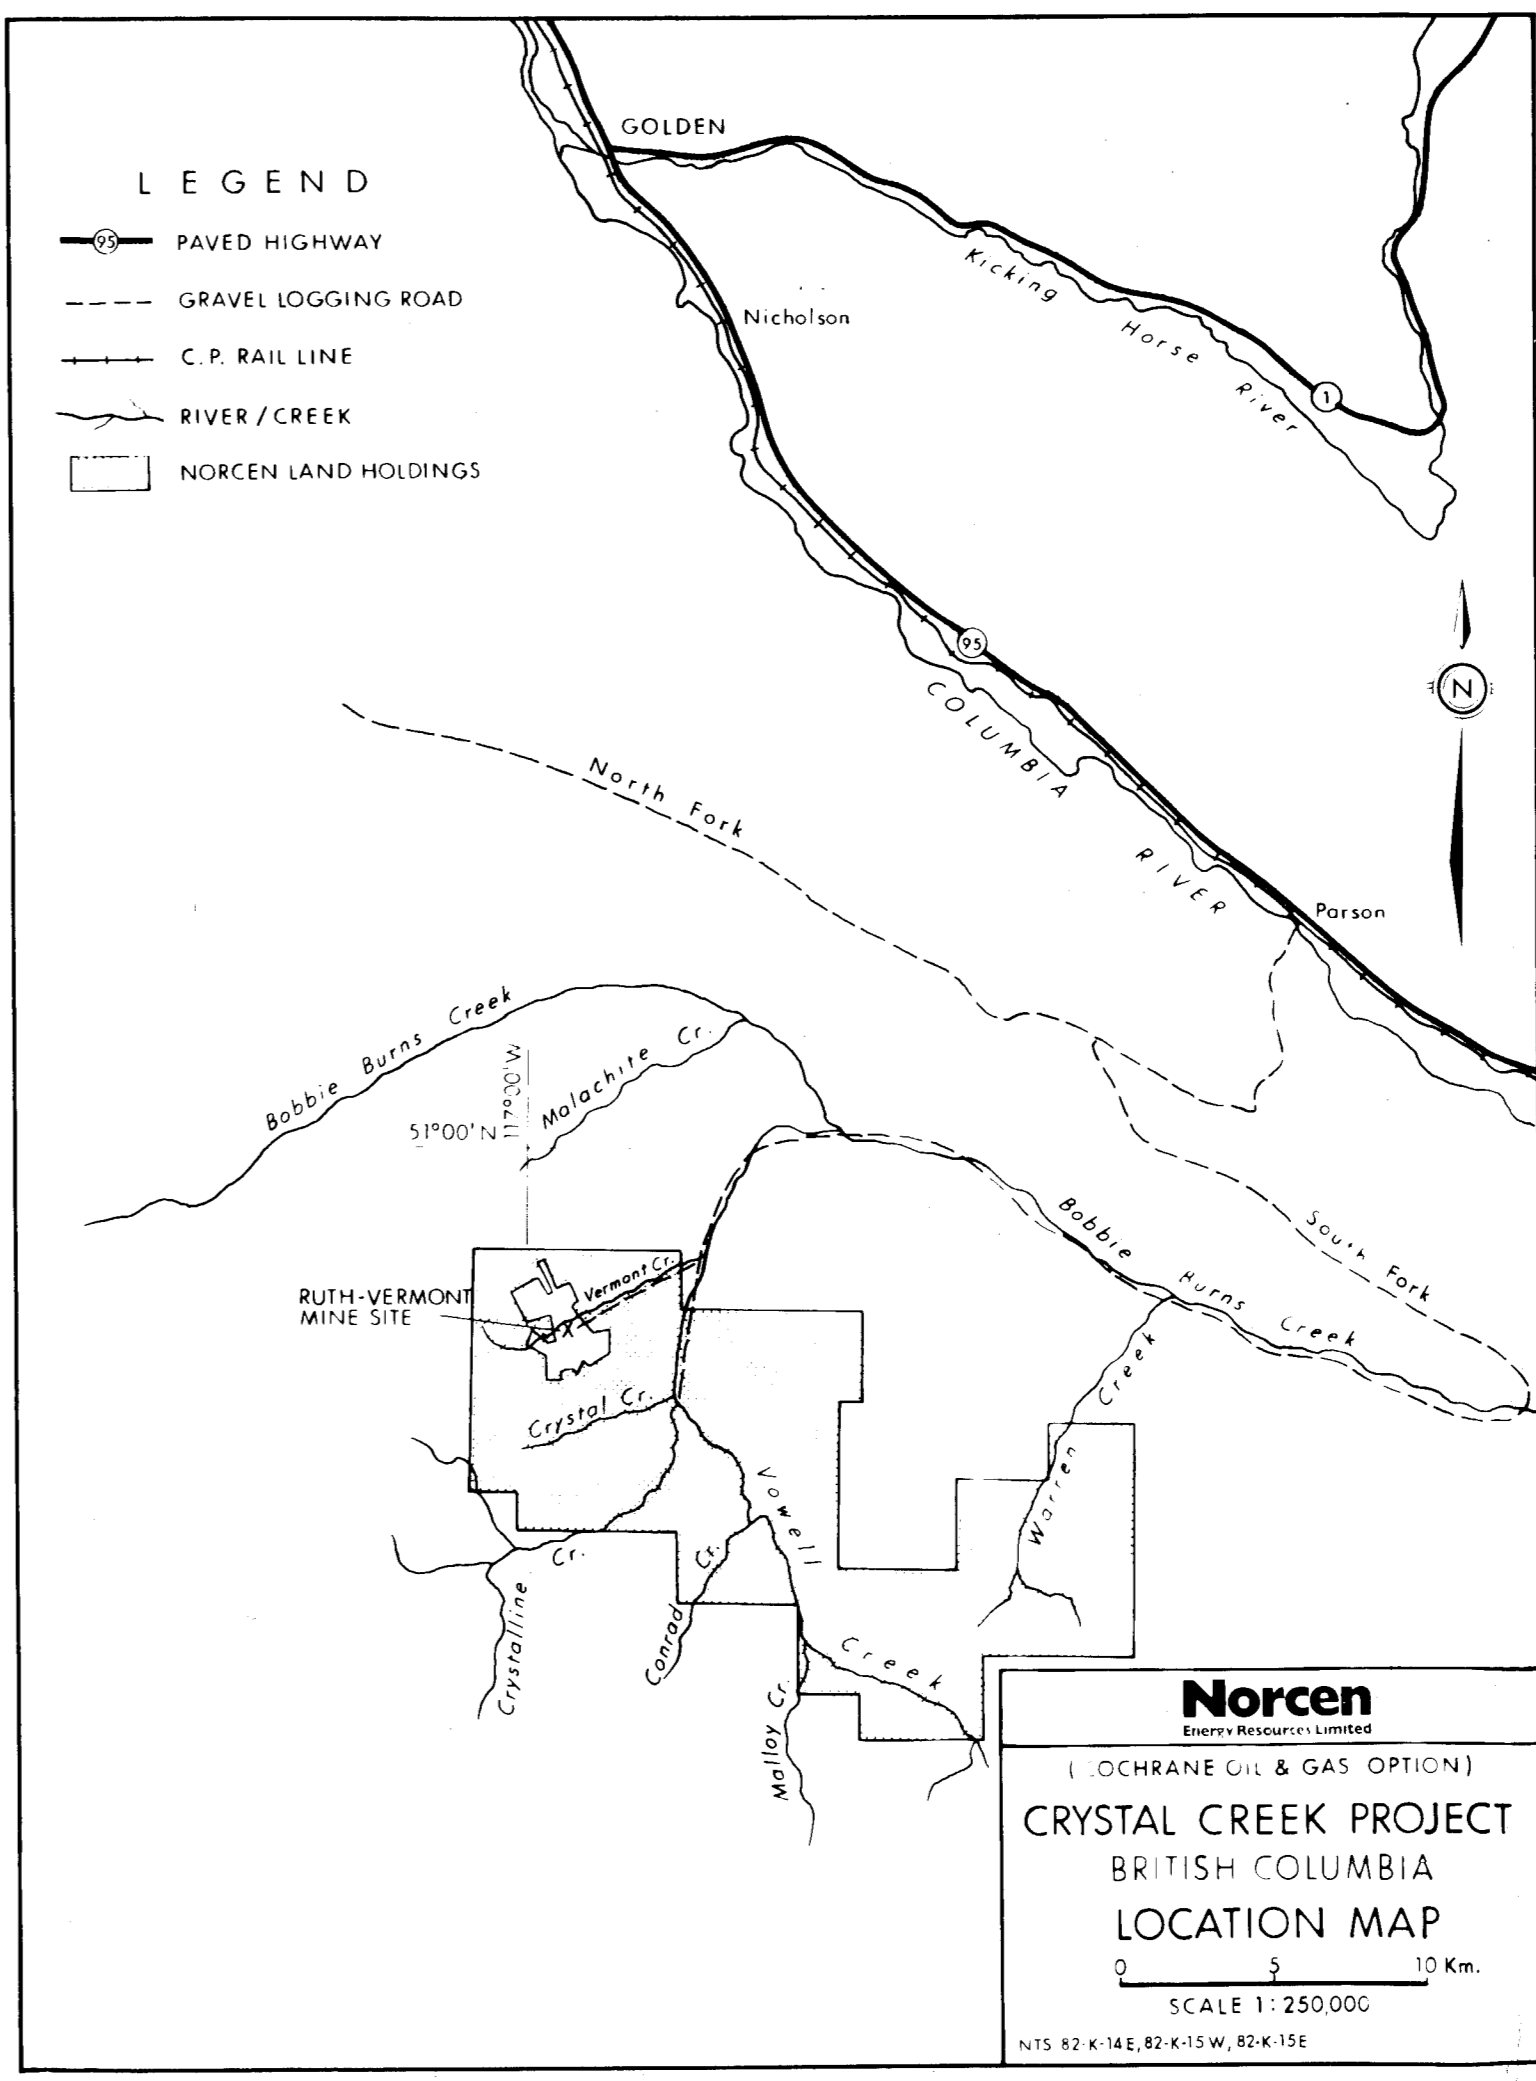 GOLDEN
LEGEND
95 PAVED HIGHWAY
GRAVEL LOGGING ROAD
C.P. RAIL LINE
RIVER / CREEK
NORCEN LAND HOLDINGS
Nicholson
Kicking Horse River
1
95
N
COLUMBIA RIVER
North Fork
Parson
Bobbie Burns Creek
Malachite Cr.
117°00'W
51°00'N
Bobbie Burns Creek
South Fork
RUTH-VERMONT
MINE SITE
Vermont Cr.
Crystal Cr.
Vowell Creek
Warren Creek
Crystalline Cr.
Conrad Cr.
Malloy Cr.
Norcen
Energy Resources Limited
(COCHRANE OIL & GAS OPTION)
CRYSTAL CREEK PROJECT
BRITISH COLUMBIA
LOCATION MAP
0 5 10 Km.
SCALE 1:250,000
NTS 82-K-14E, 82-K-15W, 82-K-15E